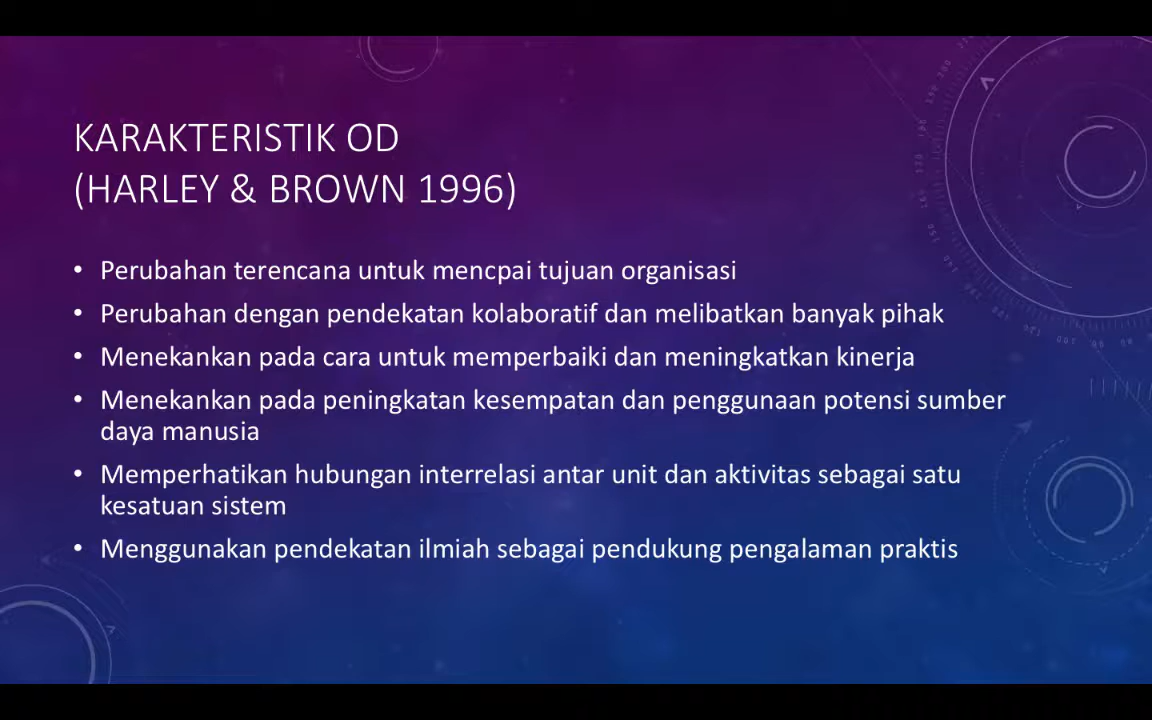 KARAKTERISTIK OD
(HARLEY & BROWN 1996)
• Perubahan terencana untuk mencpai tujuan organisasi
• Perubahan dengan pendekatan kolaboratif dan melibatkan banyak pihak
• Menekankan pada cara untuk memperbaiki dan meningkatkan kinerja
• Menekankan pada peningkatan kesempatan dan penggunaan potensi sumber
daya manusia
• Memperhatikan hubungan interrelasi antar unit dan aktivitas sebagai satu
kesatuan sistem
• Menggunakan pendekatan ilmiah sebagai pendukung pengalaman praktis